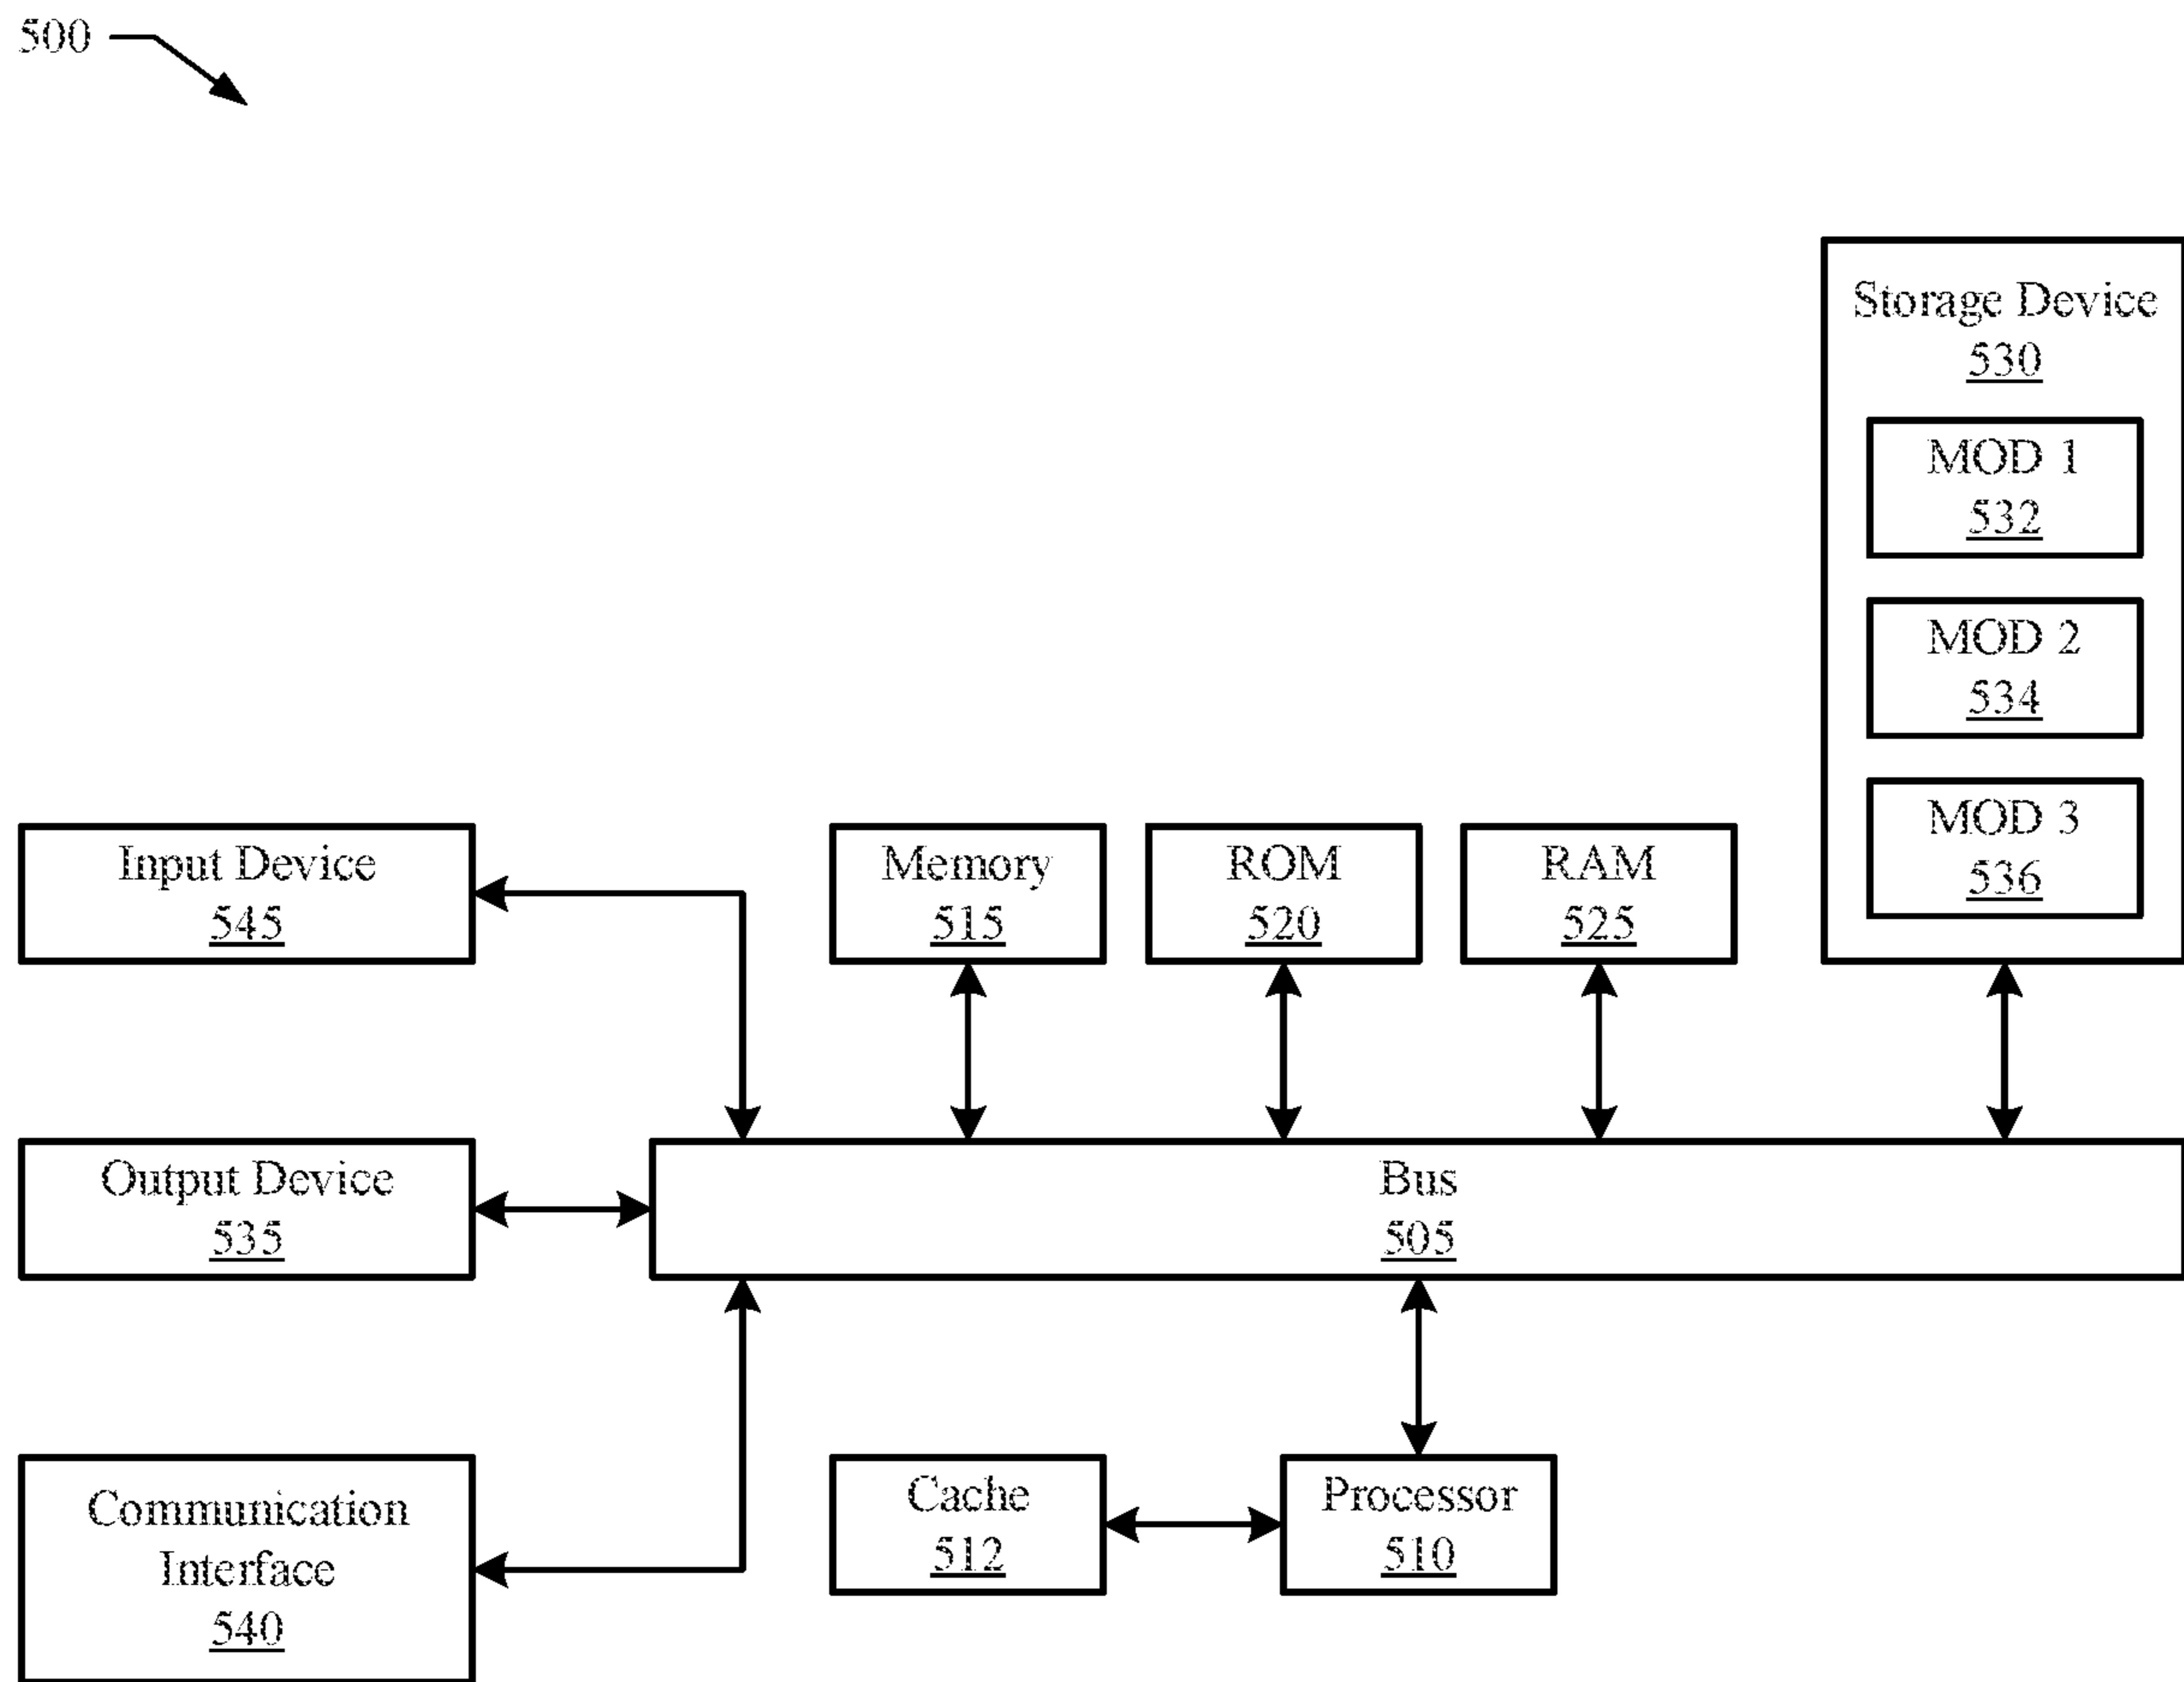 500
Storage Device
530
MOD 1
532
MOD 2
534
MOD 3
536
Input Device
545
Memory
515
ROM
520
RAM
525
Output Device
535
Bus
505
Communication
Interface
540
Cache
512
Processor
510